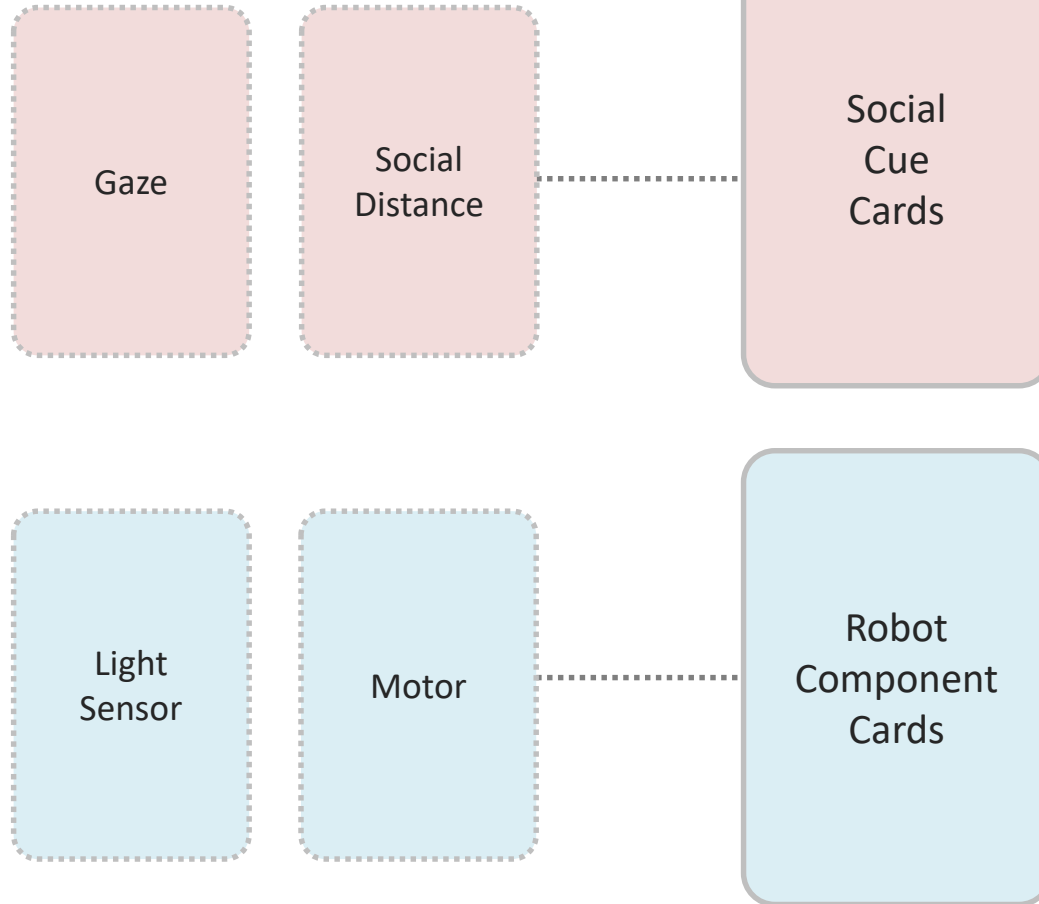 Gaze
Social
Distance
Social
Cue
Cards
Light
Sensor
Motor
Robot
Component
Cards